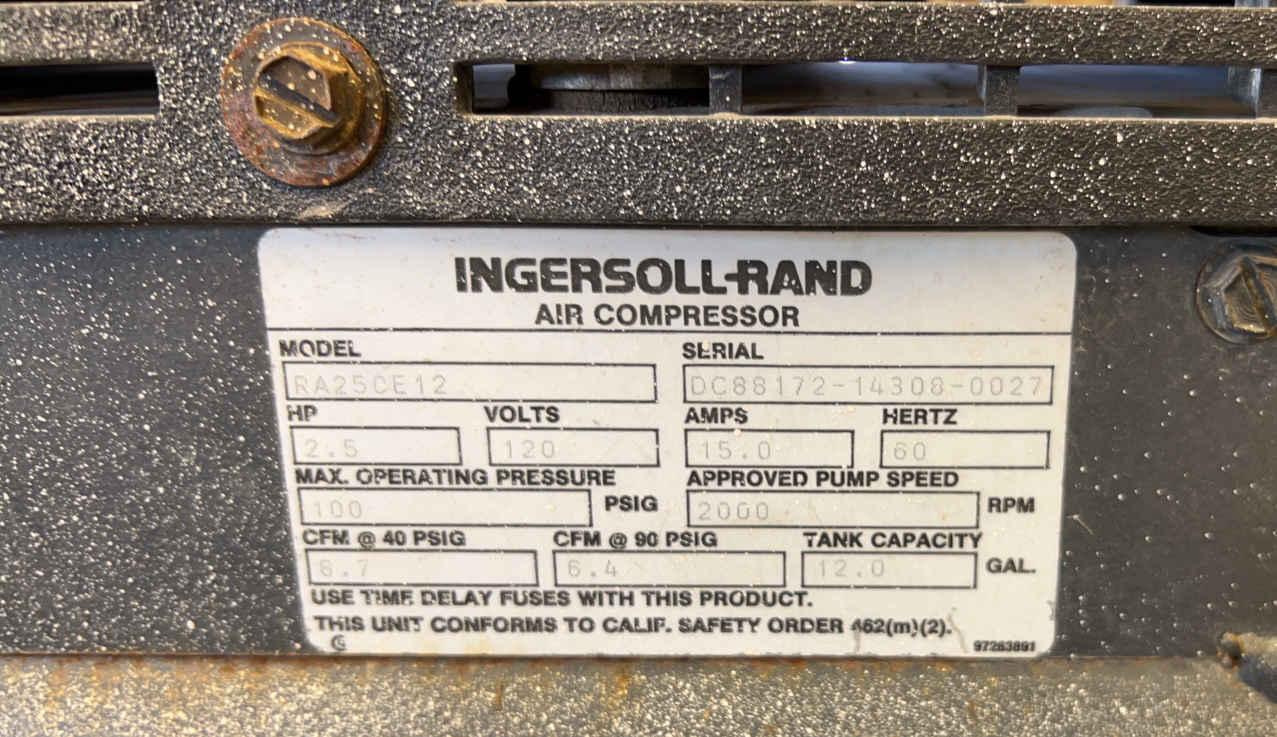 INGERSOLL-RAND
AIR COMPRESSOR
MODEL SERIAL
RA25CE12 DC88172-14308-0027
HP VOLTS AMPS HERTZ
2.5 120 15.0 60
MAX. OPERATING PRESSURE APPROVED PUMP SPEED
100 PSIG 2000 RPM
CFM @ 40 PSIG CFM @ 90 PSIG TANK CAPACITY
6.4 12.0 GAL.
USE TIME DELAY FUSES WITH THIS PRODUCT.
THIS UNIT CONFORMS TO CALIF. SAFETY ORDER 462(m)(2).
97283891